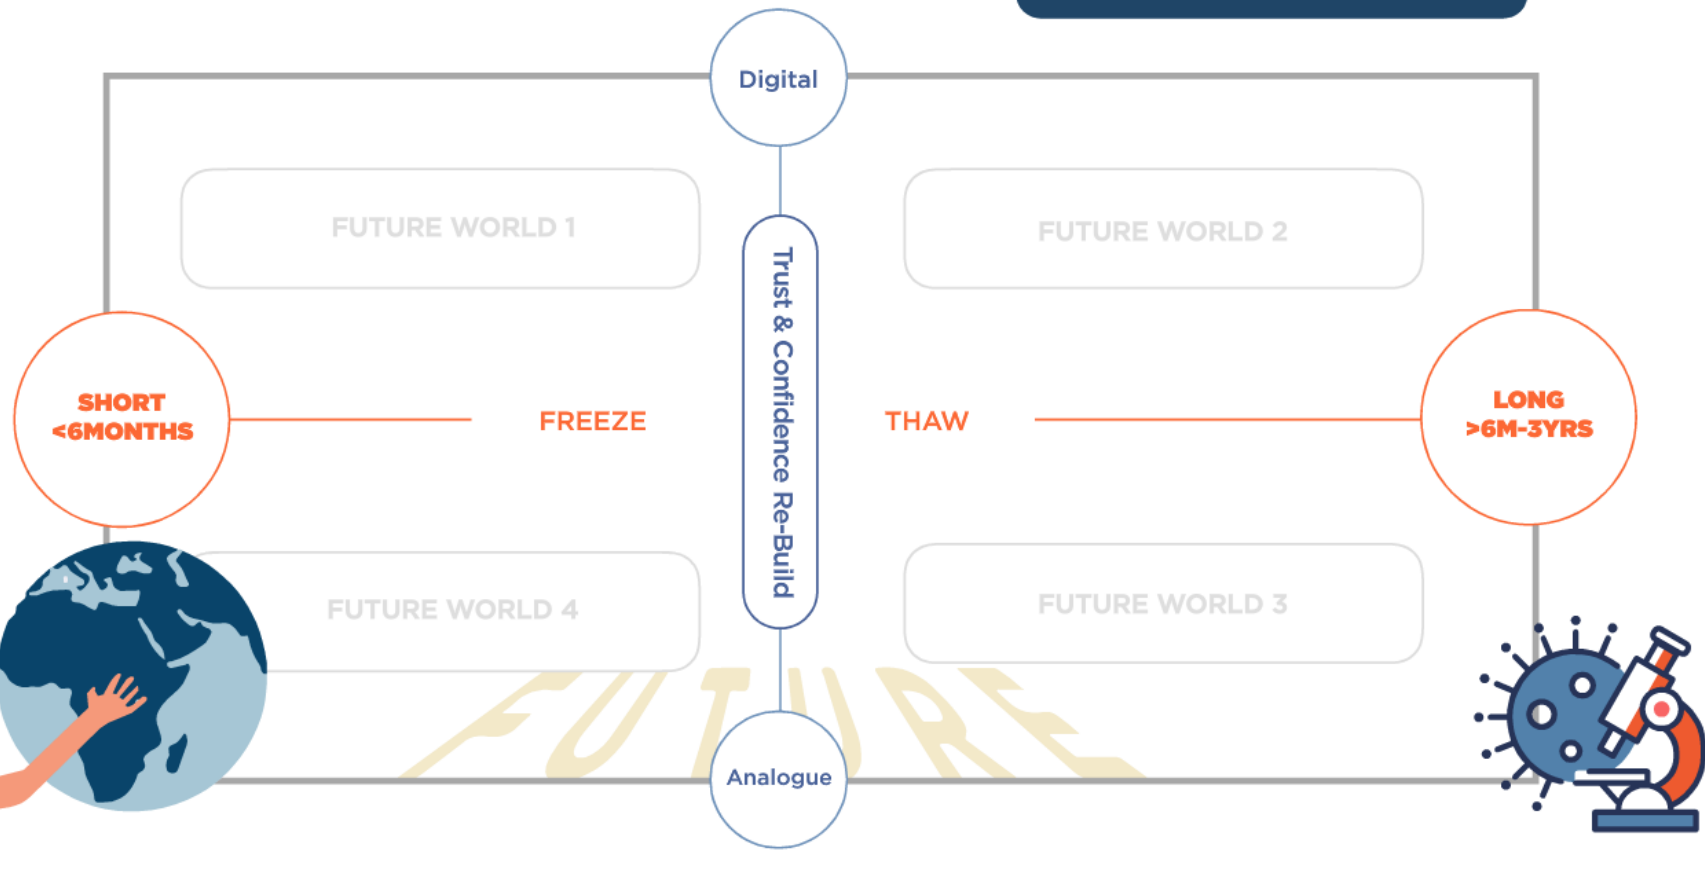 Digital
FUTURE WORLD 1
FUTURE WORLD 2
Trust & Confidence Re-Build
SHORT
<6MONTHS
FREEZE
THAW
LONG
>6M-3YRS
FUTURE WORLD 4
FUTURE WORLD 3
FUTURE
Analogue